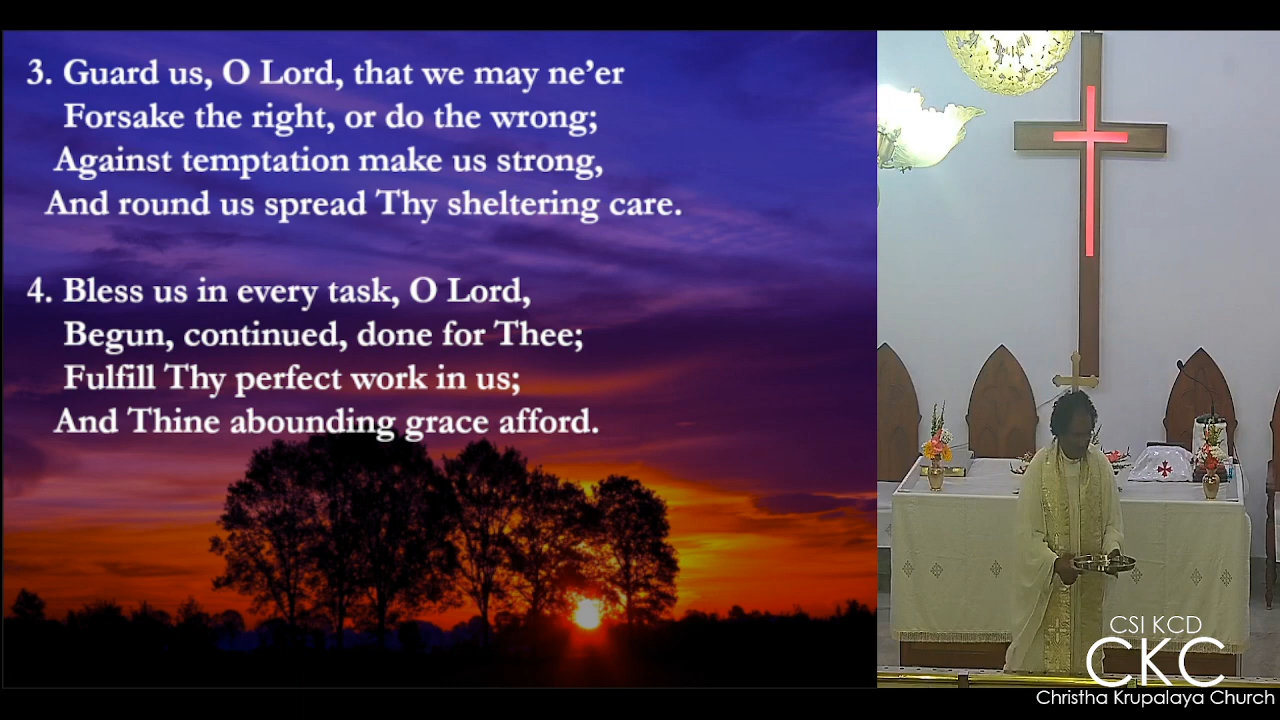 3. Guard us, O Lord, that we may ne’er
Forsake the right, or do the wrong;
Against temptation make us strong,
And round us spread Thy sheltering care.
4. Bless us in every task, O Lord,
Begun, continued, done for Thee;
Fulfill Thy perfect work in us;
And Thine abounding grace afford.
CSI KCD
CKC
Christha Krupalaya Church